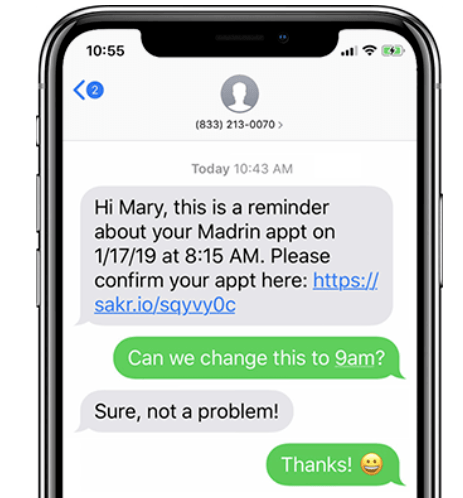 10:55
2
(833) 213-0070 >
Today 10:43 AM
Hi Mary, this is a reminder
about your Madrin appt on
1/17/19 at 8:15 AM. Please
confirm your appt here: https://
sakr.io/sqyvy0c
Can we change this to 9am?
Sure, not a problem!
Thanks! 😀